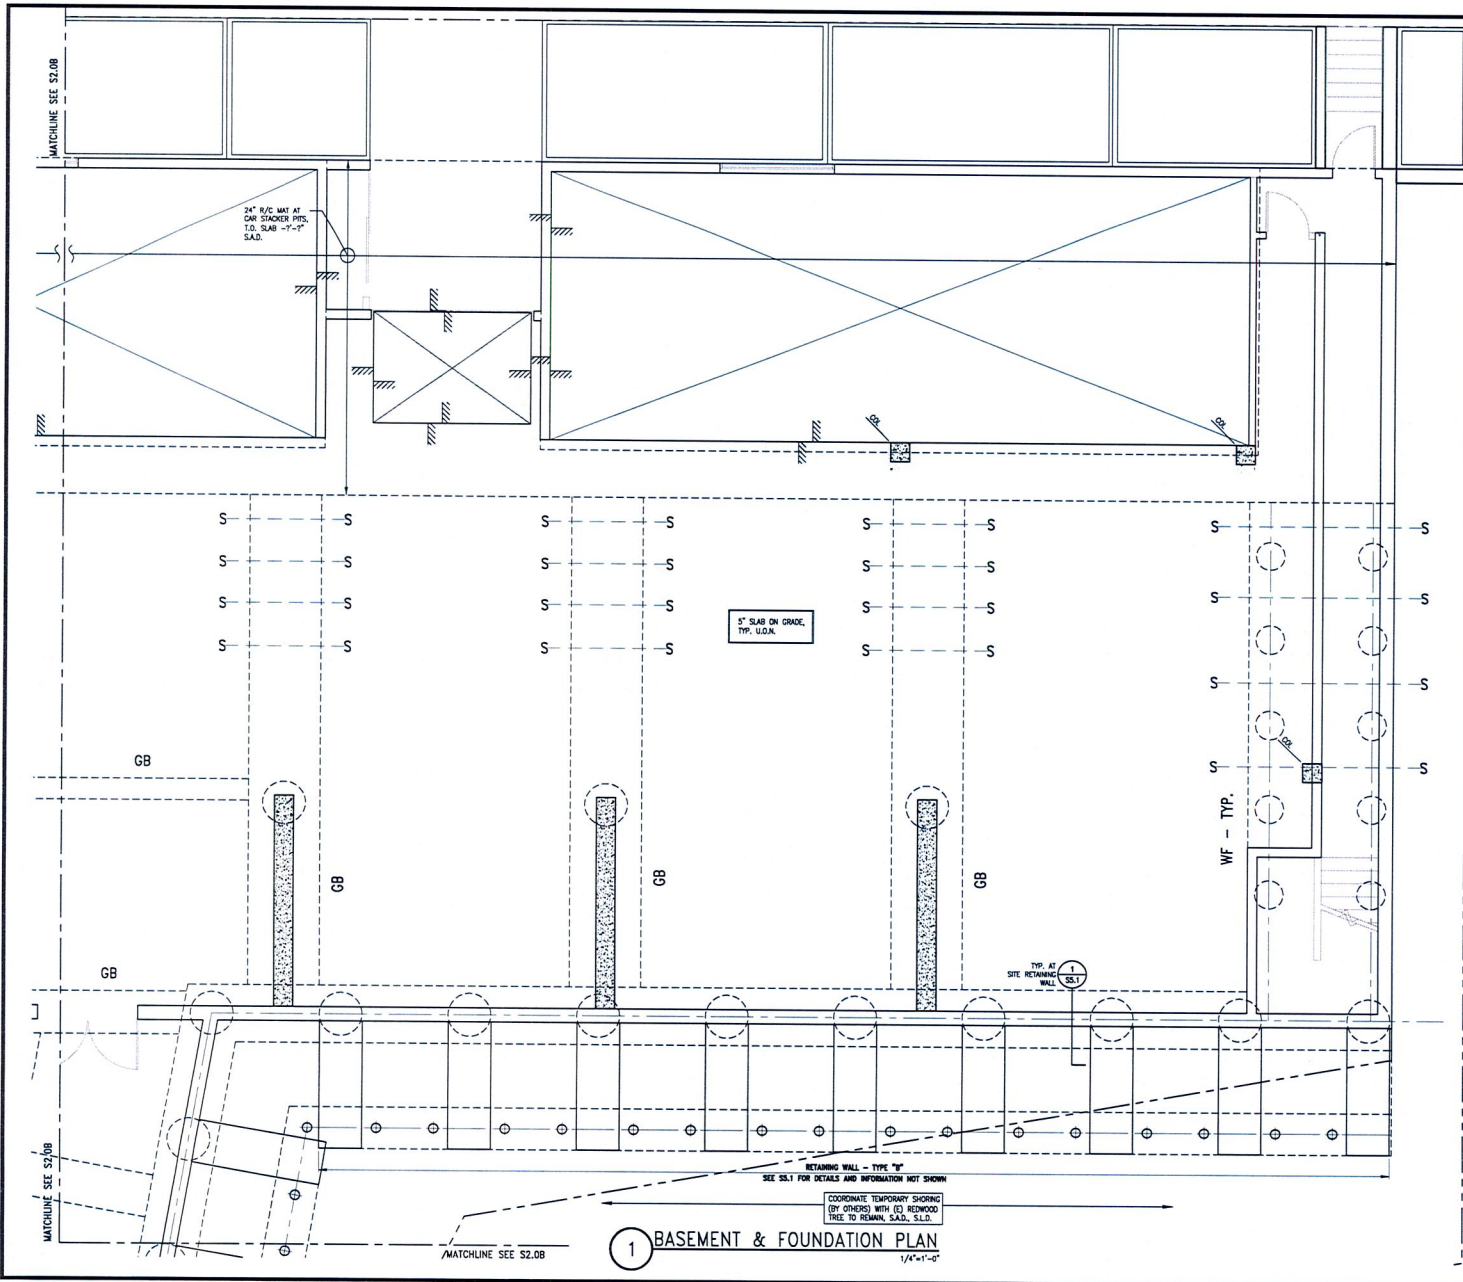 MATCHLINE SEE S2.0B
24" R/C MAT AT
CAR STACKER PITS,
T.O. SLAB -?'-?"
S.A.D.
COL
COL
S S S S S S S S
S S S S S S S S
S S S S S S S S
S S S S S S S S
5" SLAB ON GRADE,
TYP. U.O.N.
COL
GB
WF - TYP.
GB
GB
GB
GB
TYP. AT
SITE RETAINING
WALL
1
S5.1
MATCHLINE SEE S2.0B
RETAINING WALL - TYPE "B"
SEE S5.1 FOR DETAILS AND INFORMATION NOT SHOWN
COORDINATE TEMPORARY SHORING
(BY OTHERS) WITH (E) REDWOOD
TREE TO REMAIN, S.A.D., S.L.D.
MATCHLINE SEE S2.0B
1
BASEMENT & FOUNDATION PLAN
1/4"=1'-0"